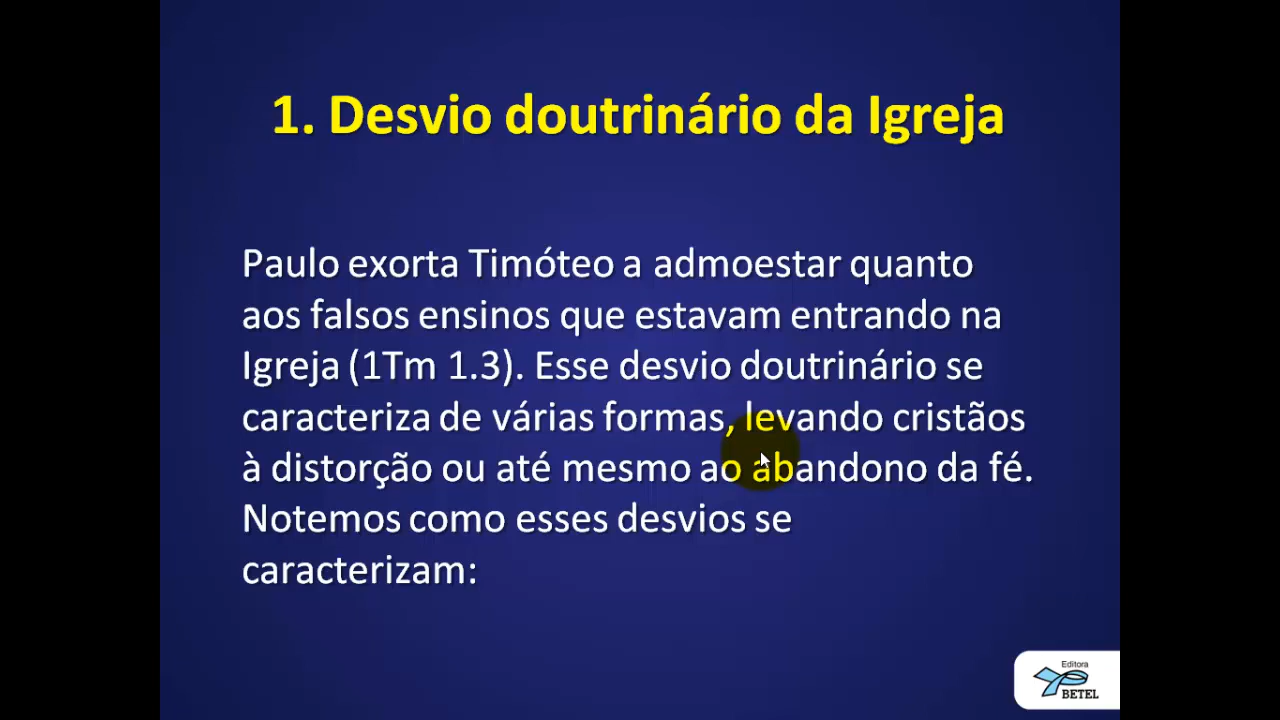 1. Desvio doutrinário da Igreja
Paulo exorta Timóteo a admoestar quanto
aos falsos ensinos que estavam entrando na
Igreja (1Tm 1.3). Esse desvio doutrinário se
caracteriza de várias formas, levando cristãos
à distorção ou até mesmo ao abandono da fé.
Notemos como esses desvios se
caracterizam:
Editora
BETEL